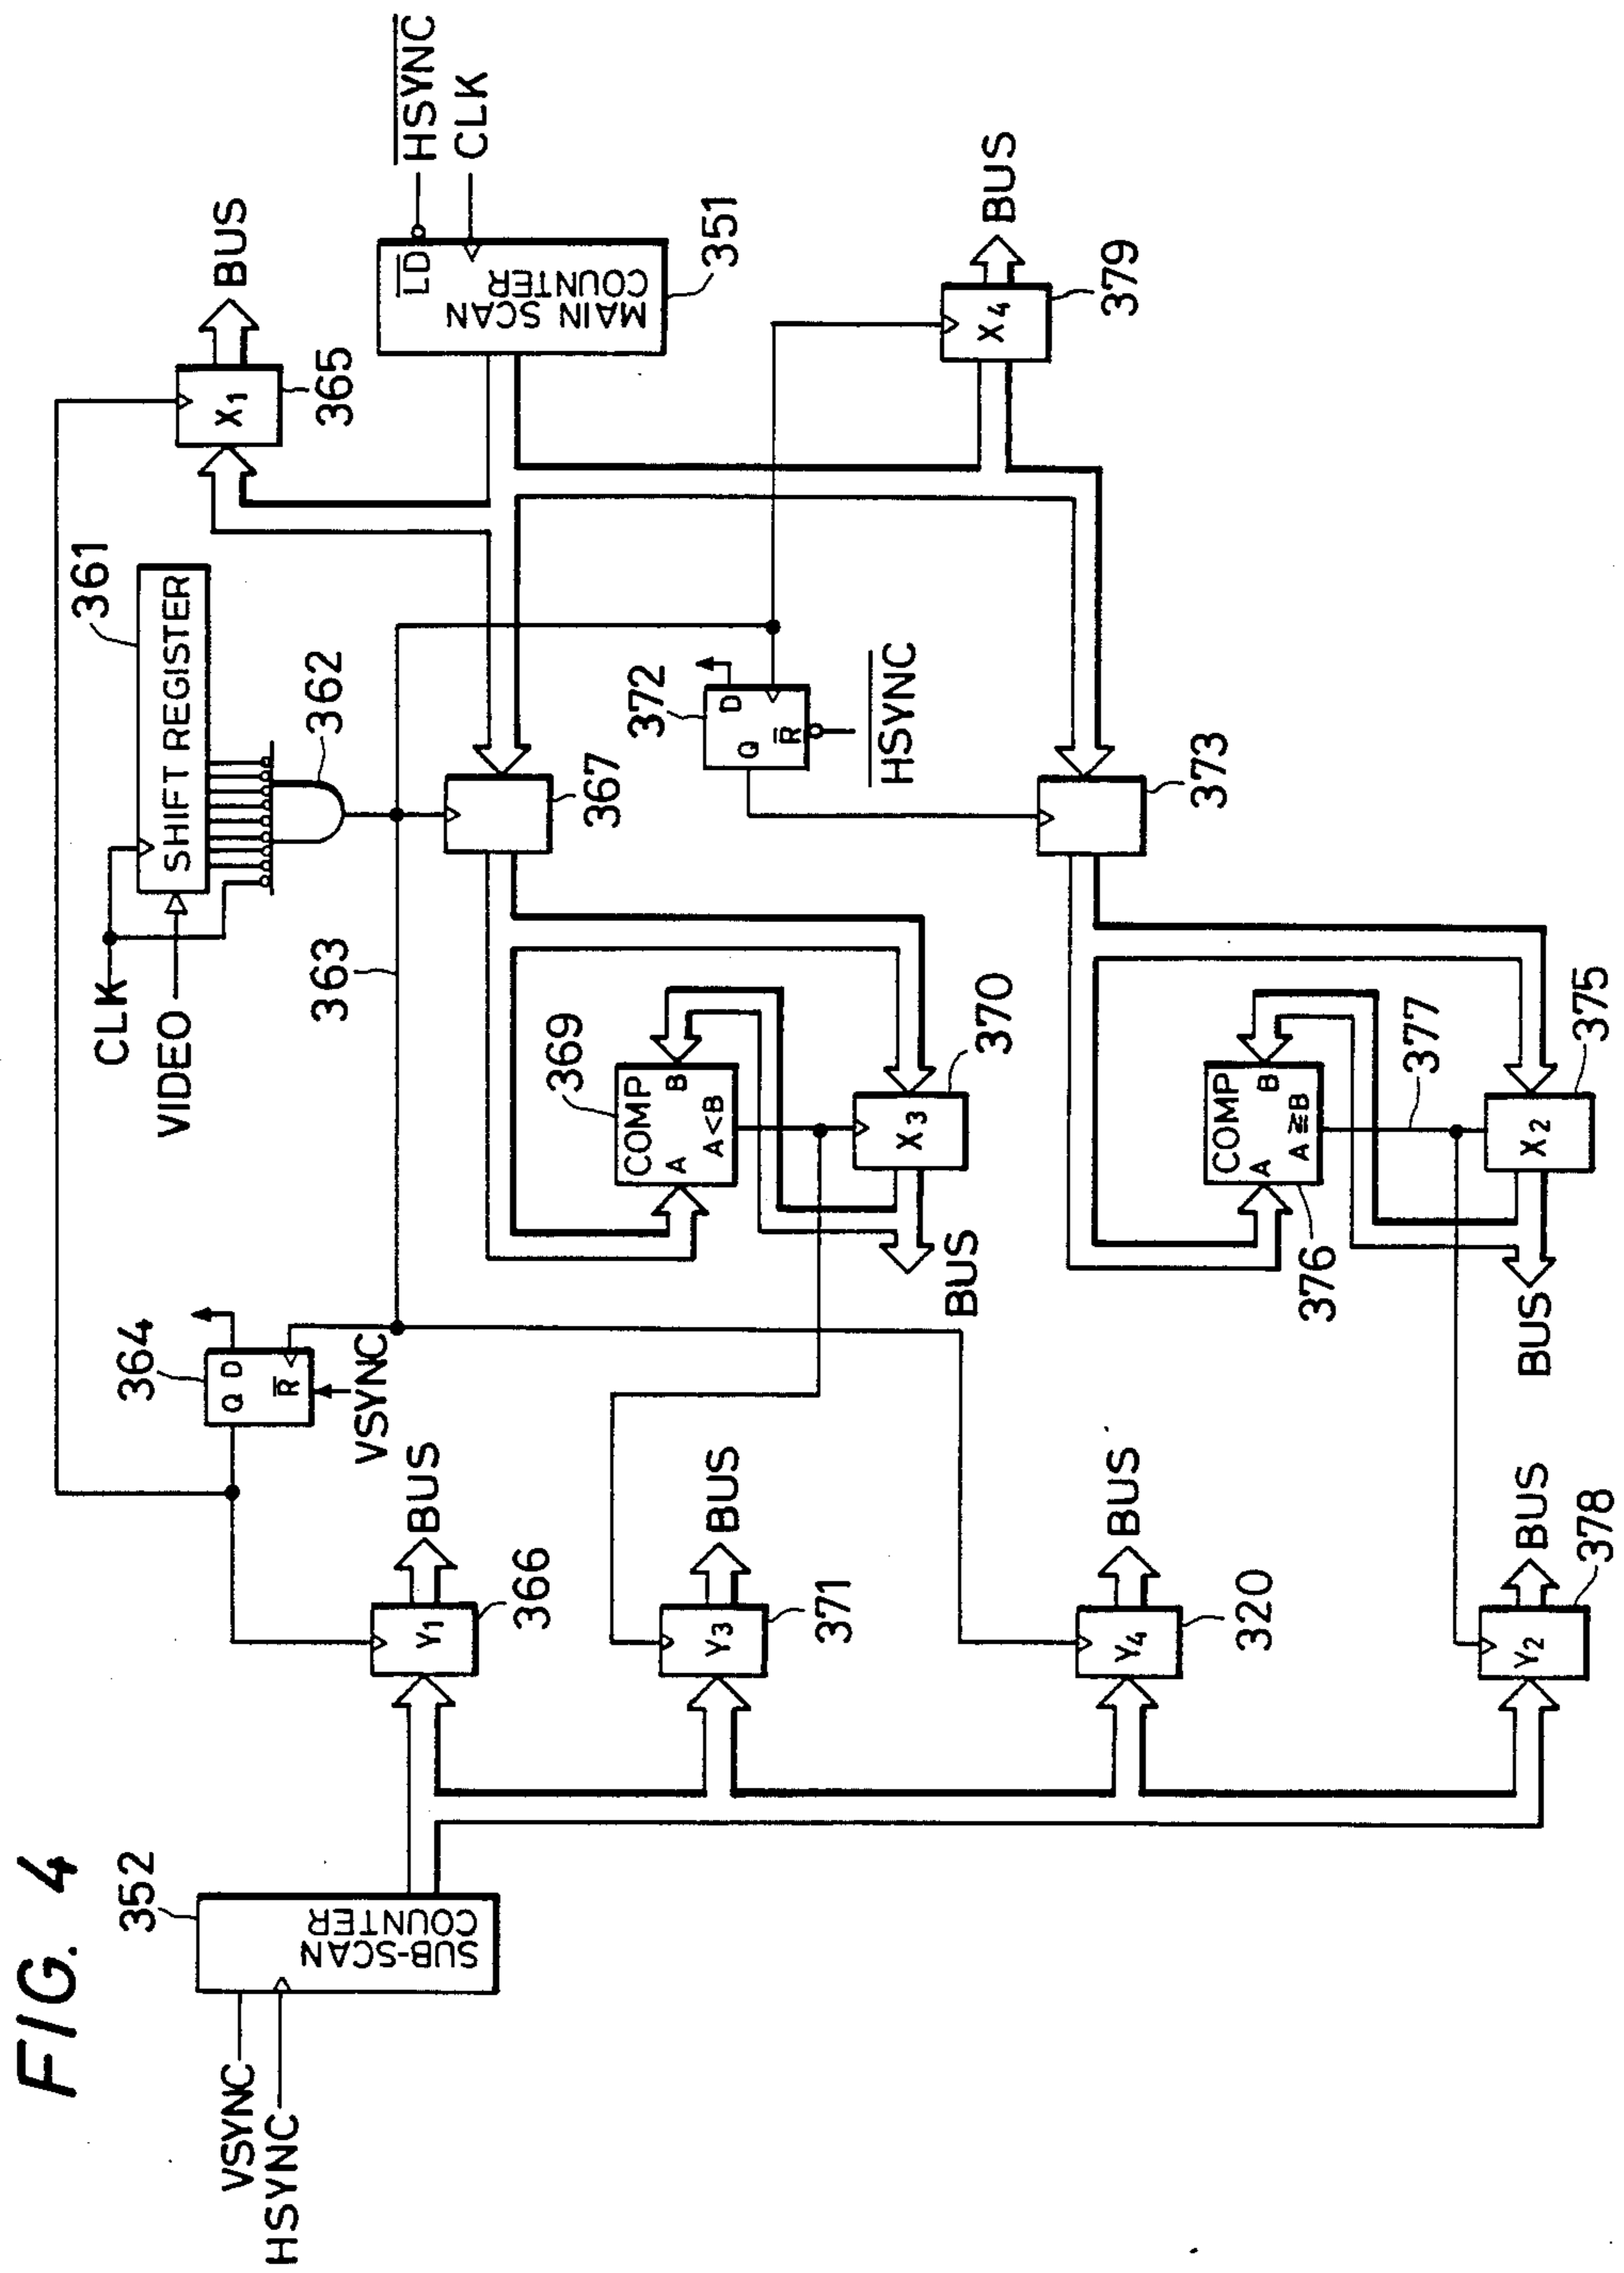 FIG. 4
VSYNC
HSYNC
352
SUB-SCAN
COUNTER
Y1
366
BUS
Y3
371
BUS
Y4
320
BUS
Y2
378
BUS
364
Q
D
R
VSYNC
CLK
VIDEO
361
SHIFT REGISTER
362
363
X1
365
BUS
HSYNC
CLK
LD
MAIN SCAN
COUNTER
351
367
369
COMP
A
B
A<B
X3
370
BUS
372
Q
D
R
HSYNC
373
COMP
A
B
A≧B
376
377
X2
375
BUS
X4
379
BUS